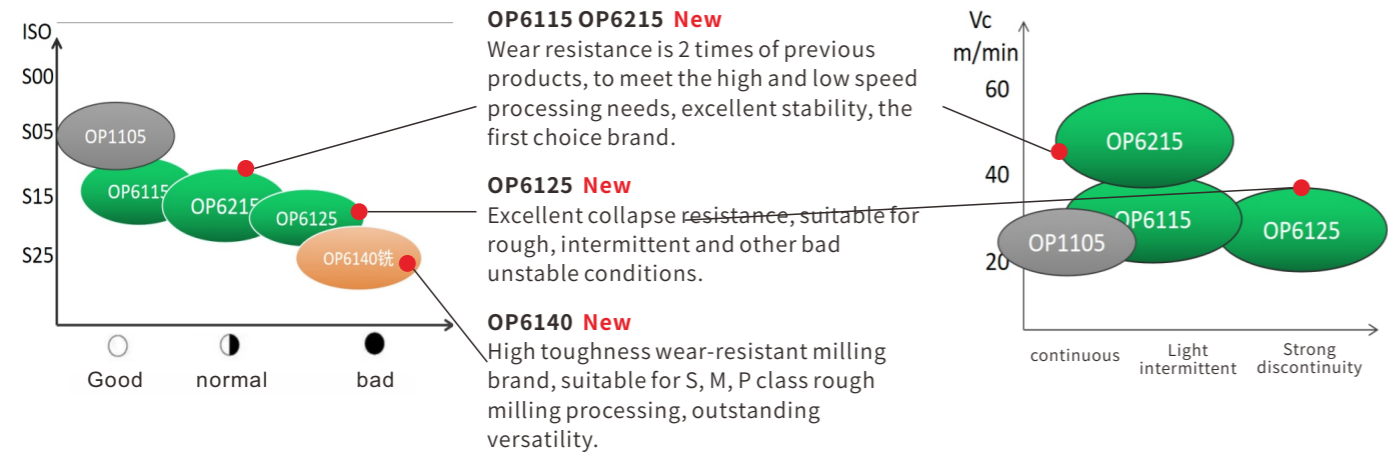 ISO
S00
S05
S15
S25
OP1105
OP6115
OP6215
OP6125
OP6140铣
Good
normal
bad
OP6115 OP6215 New
Wear resistance is 2 times of previous
products, to meet the high and low speed
processing needs, excellent stability, the
first choice brand.
OP6125 New
Excellent collapse resistance, suitable for
rough, intermittent and other bad
unstable conditions.
OP6140 New
High toughness wear-resistant milling
brand, suitable for S, M, P class rough
milling processing, outstanding
versatility.
Vc
m/min
60
40
20
OP6215
OP6115
OP1105
OP6125
continuous
Light
intermittent
Strong
discontinuity